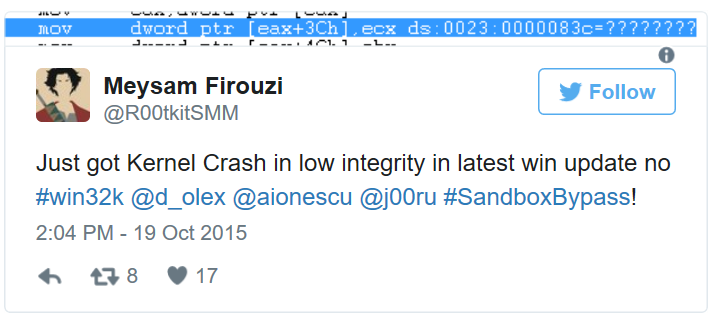 mov dword ptr [eax+3Ch],ecx ds:0023:0000083c=????????
Meysam Firouzi
@R00tkitSMM
Follow
Just got Kernel Crash in low integrity in latest win update no
#win32k @d_olex @aionescu @j00ru #SandboxBypass!
2:04 PM - 19 Oct 2015
8 17